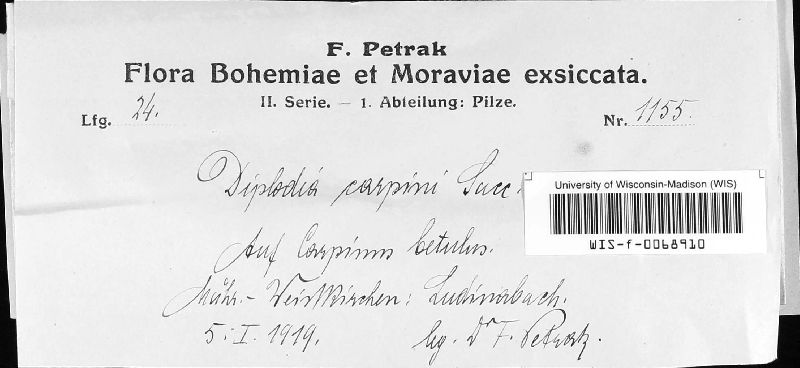 F. Petrak
Flora Bohemiae et Moraviae exsiccata.
II. Serie. — 1. Abteilung: Pilze.
Lfg. 24.
Nr. 1155.
Diplodia carpini Sacc.
University of Wisconsin-Madison (WIS)
WIS-f-0068910
Auf Carpinus betulus.
Mähr.-Weisskirchen: Ludinabach.
5. I. 1919.
lg. Dr F. Petrak.